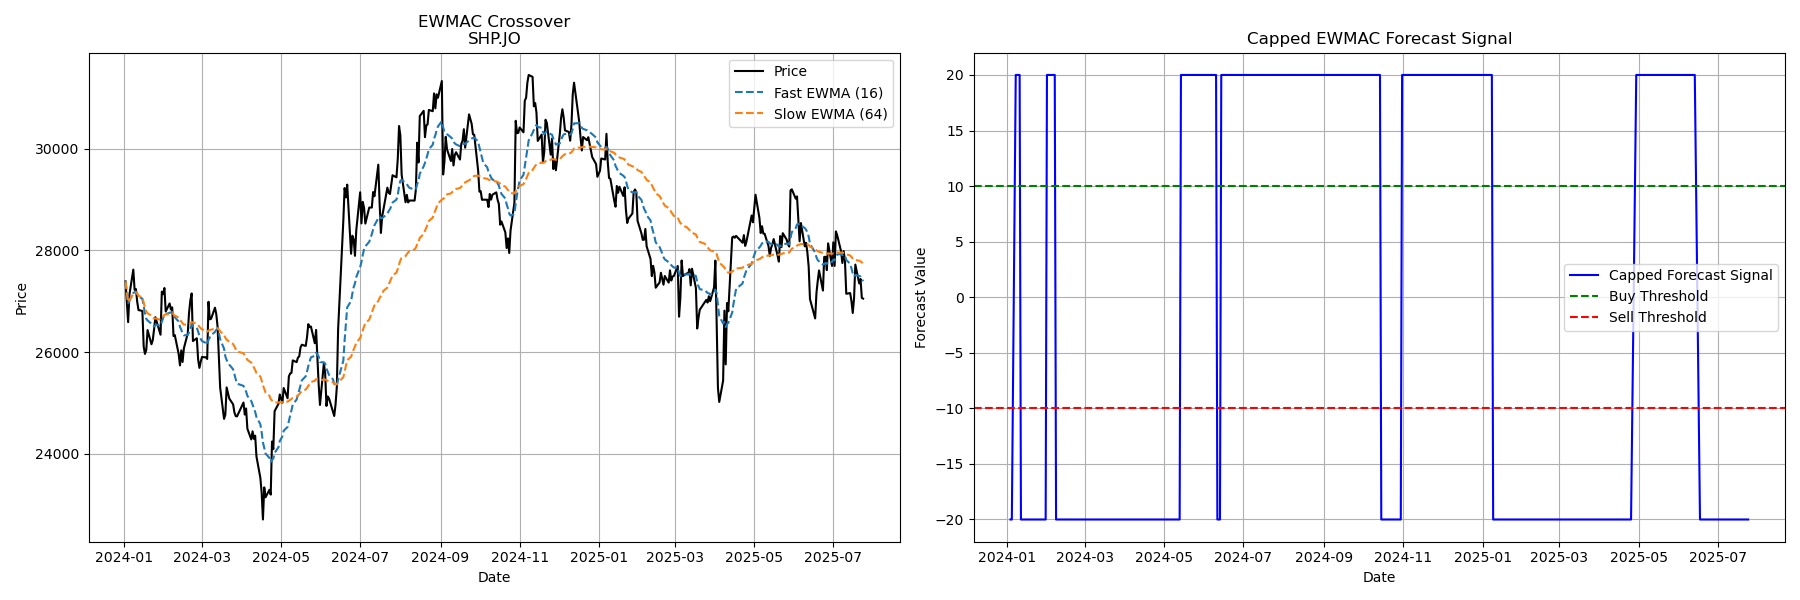 EWMAC Crossover
SHP.JO
Price
Fast EWMA (16)
Slow EWMA (64)
30000
28000
26000
24000
Price
2024-01 2024-03 2024-05 2024-07 2024-09 2024-11 2025-01 2025-03 2025-05 2025-07
Date
Capped EWMAC Forecast Signal
20
15
10
5
0
−5
−10
−15
−20
Forecast Value
Capped Forecast Signal
Buy Threshold
Sell Threshold
2024-01 2024-03 2024-05 2024-07 2024-09 2024-11 2025-01 2025-03 2025-05 2025-07
Date